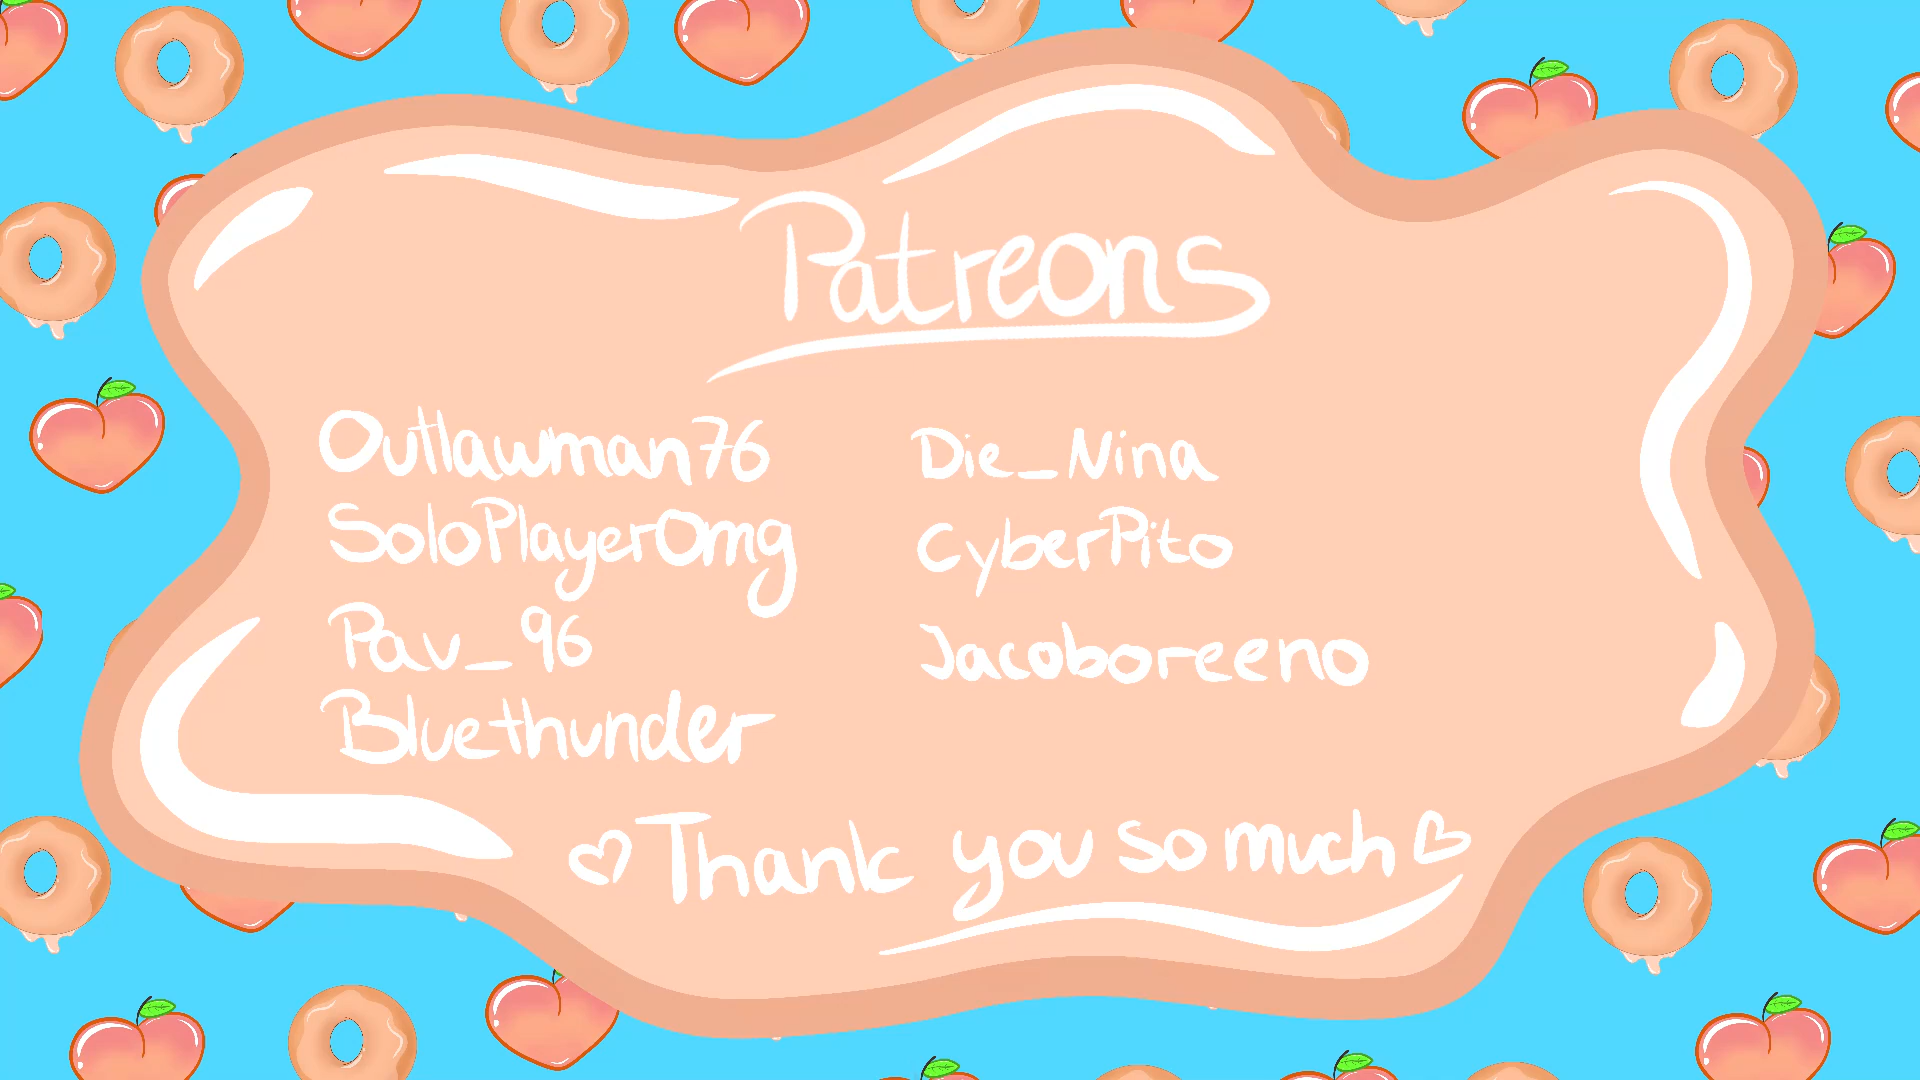 Patreons
Outlawman76
SoloPlayerOmg
Pav_96
Bluethunder
Die_Nina
CyberPito
Jacoboreeno
♡Thank you so much♡